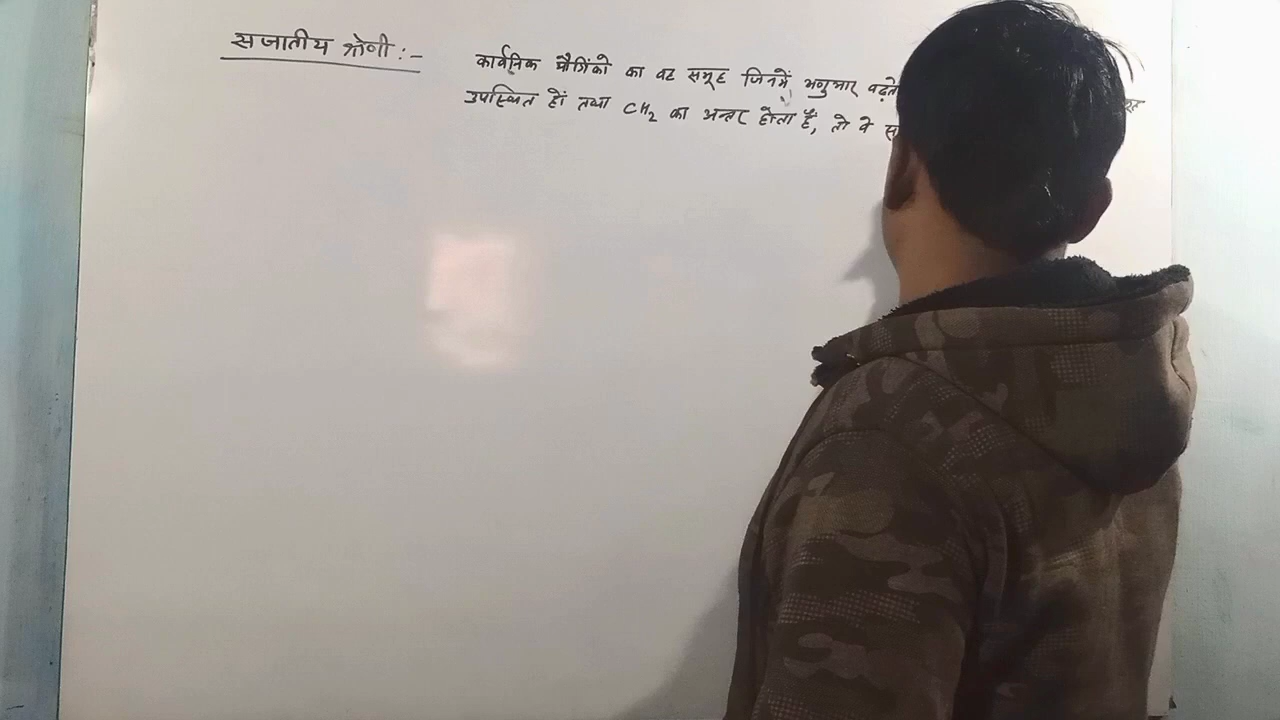 सजातीय श्रेणी :-
कार्बनिक यौगिकों का वह समूह जिनमें अणुभार बढ़ते
उपस्थित हों तथा CH₂ का अन्तर होता है, तो वे